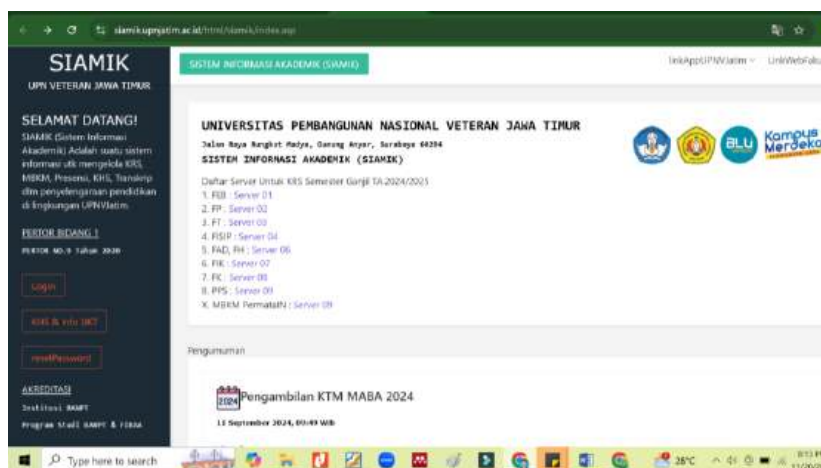 siamik.upnjatim.ac.id/html/siamik/index.asp
SIAMIK
UPN VETERAN JAWA TIMUR
SELAMAT DATANG!
SIAMIK (Sistem Informasi
Akademik) Adalah suatu sistem
informasi utk mengelola KRS,
MBKM, Presensi, KHS, Transkrip
dlm penyelenggaraan pendidikan
di lingkungan UPNVJatim.
PERTOR BIDANG 1
PERTOR NO.9 Tahun 2020
Login
KHS & Info UKT
resetPassword
AKREDITASI
Institusi BANPT
Program Studi BANPT &
SISTEM INFORMASI AKADEMIK (SIAMIK)
linkAppUPNVJatim
LinkWebFaku
UNIVERSITAS PEMBANGUNAN NASIONAL VETERAN JAWA TIMUR
Jalan Raya Rungkut Madya, Gunung Anyar, Surabaya 60294
SISTEM INFORMASI AKADEMIK (SIAMIK)
BLU
Kampus
Merdeka
Daftar Server Untuk KRS Semester Ganjil TA.2024/2025
1. FEB : Server 01
2. FP : Server 02
3. FT : Server 03
4. FISIP : Server 04
5. FAD, FH : Server 06
6. FIK : Server 07
7. FK : Server 08
8. PPS : Server 09
X. MBKM PermataIN : Server 09
Pengumuman
2024
Pengambilan KTM MABA 2024
11 September 2024, 09:49 WIB
Type here to search
28°C